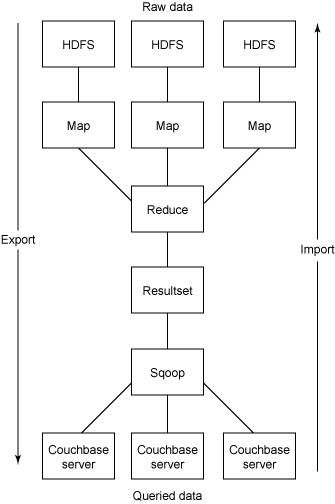 Raw data
HDFS HDFS HDFS
Map Map Map
Reduce
Export
Import
Resultset
Sqoop
Couchbase Couchbase Couchbase
server server server
Queried data